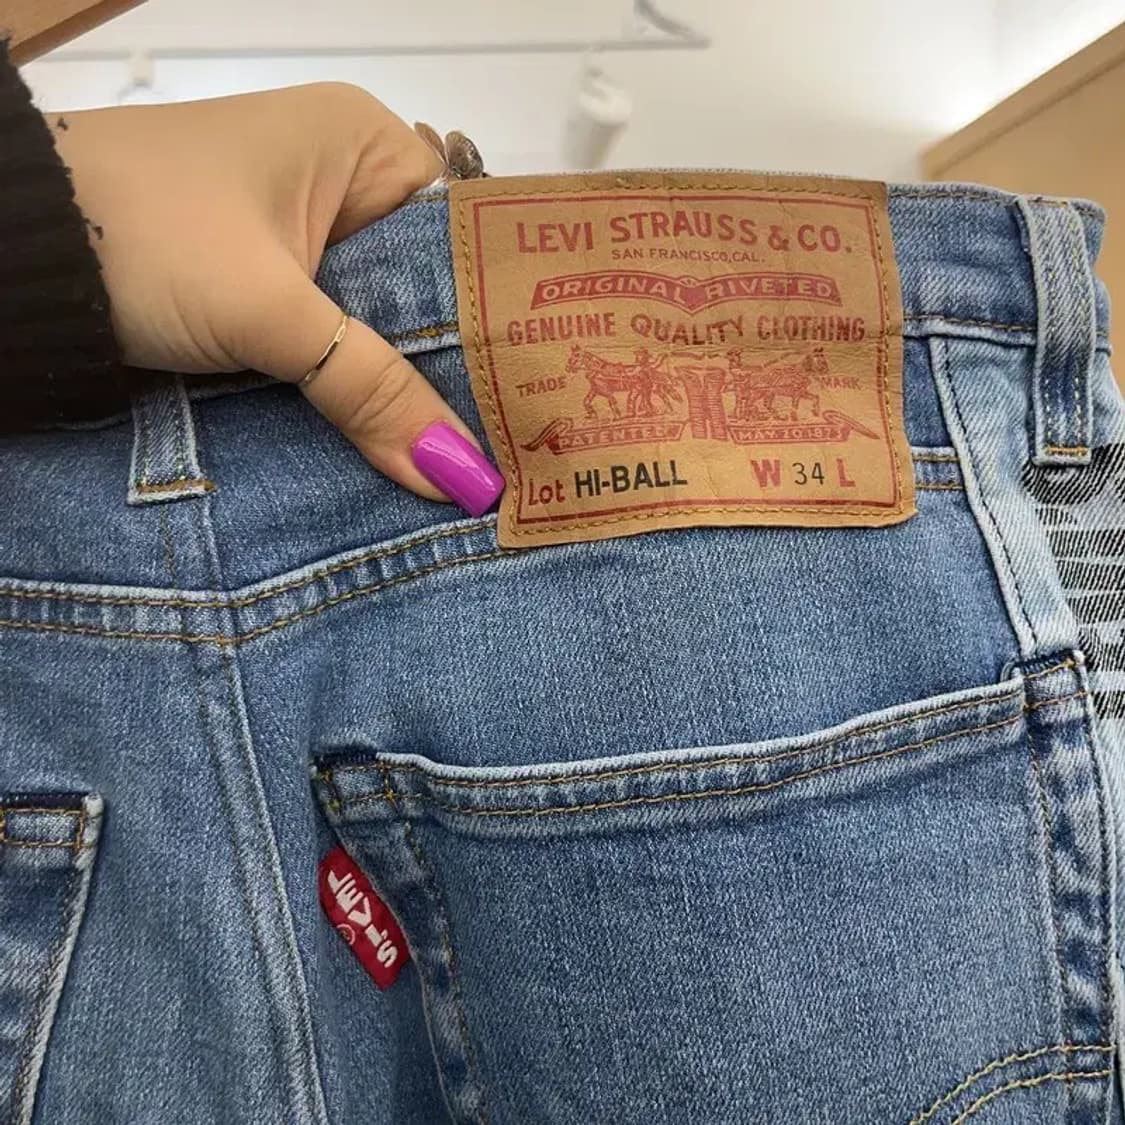 LEVI STRAUSS & CO.
SAN FRANCISCO, CAL.
ORIGINAL RIVETED
GENUINE QUALITY CLOTHING
TRADE MARK
PATENTED MAY 20 1873
Lot HI-BALL W 34 L
LEVI'S
®